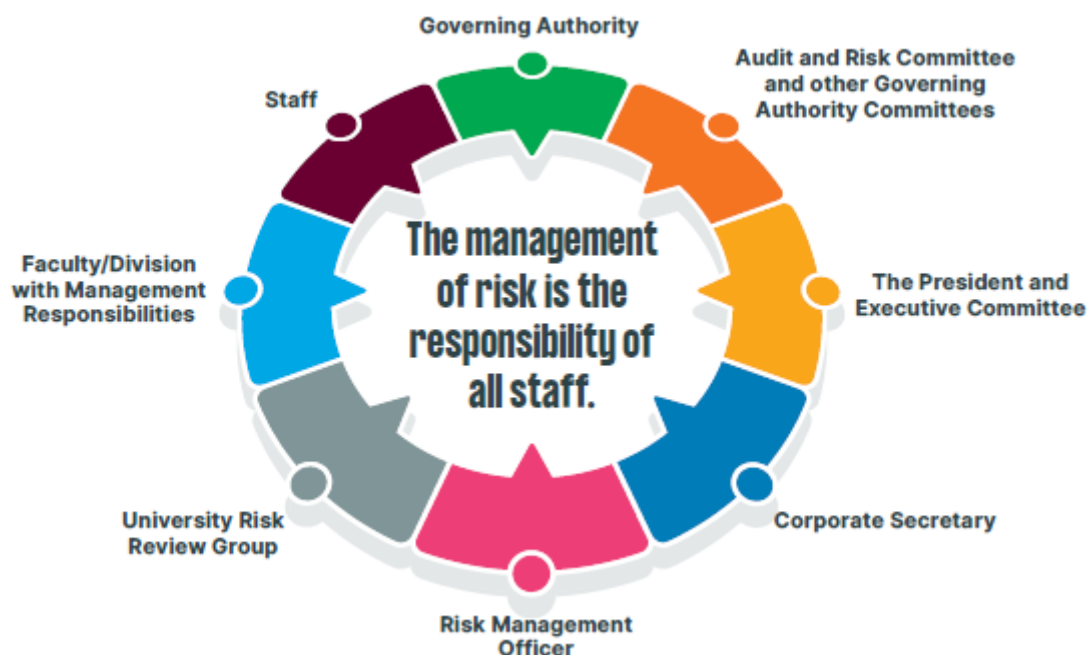 Governing Authority
Audit and Risk Committee
and other Governing
Authority Committees
The President and
Executive Committee
Corporate Secretary
Risk Management
Officer
University Risk
Review Group
Faculty/Division
with Management
Responsibilities
Staff
The management
of risk is the
responsibility of
all staff.